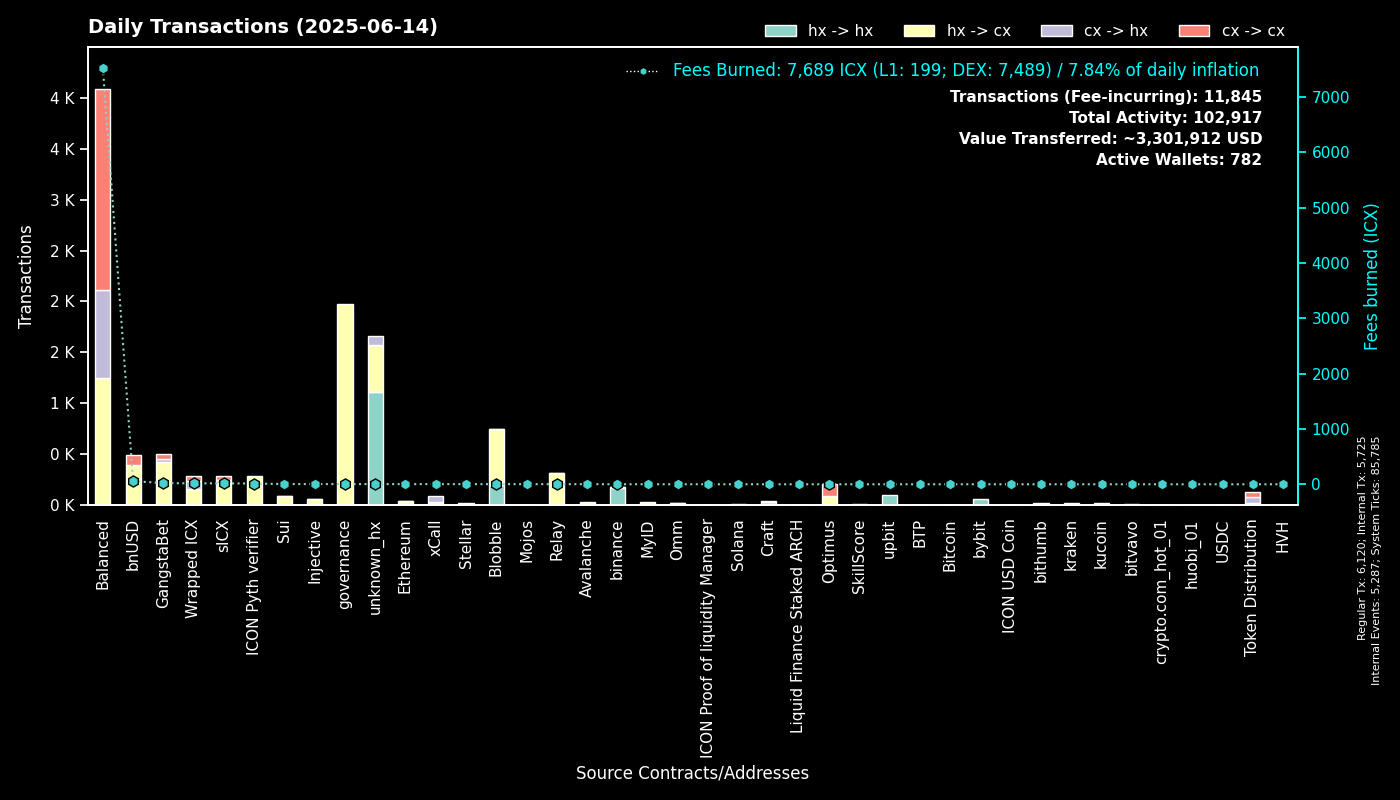 Daily Transactions (2025-06-14)
hx -> hx
hx -> cx
cx -> hx
cx -> cx
Fees Burned: 7,689 ICX (L1: 199; DEX: 7,489) / 7.84% of daily inflation
Transactions (Fee-incurring): 11,845
Total Activity: 102,917
Value Transferred: ~3,301,912 USD
Active Wallets: 782
Transactions
4 K
4 K
3 K
2 K
2 K
2 K
1 K
0 K
0 K
7000
6000
5000
4000
3000
2000
1000
0
Fees burned (ICX)
Regular Tx: 6,120; Internal Tx: 5,725
Internal Events: 5,287; System Ticks: 85,785
Balanced
bnUSD
GangstaBet
Wrapped ICX
sICX
ICON Pyth verifier
Sui
Injective
governance
unknown_hx
Ethereum
xCall
Stellar
Blobble
Mojos
Relay
Avalanche
binance
MyID
Omm
ICON Proof of liquidity Manager
Solana
Craft
Liquid Finance Staked ARCH
Optimus
SkillScore
upbit
BTP
Bitcoin
bybit
ICON USD Coin
bithumb
kraken
kucoin
bitvavo
crypto.com_hot_01
huobi_01
USDC
Token Distribution
HVH
Source Contracts/Addresses